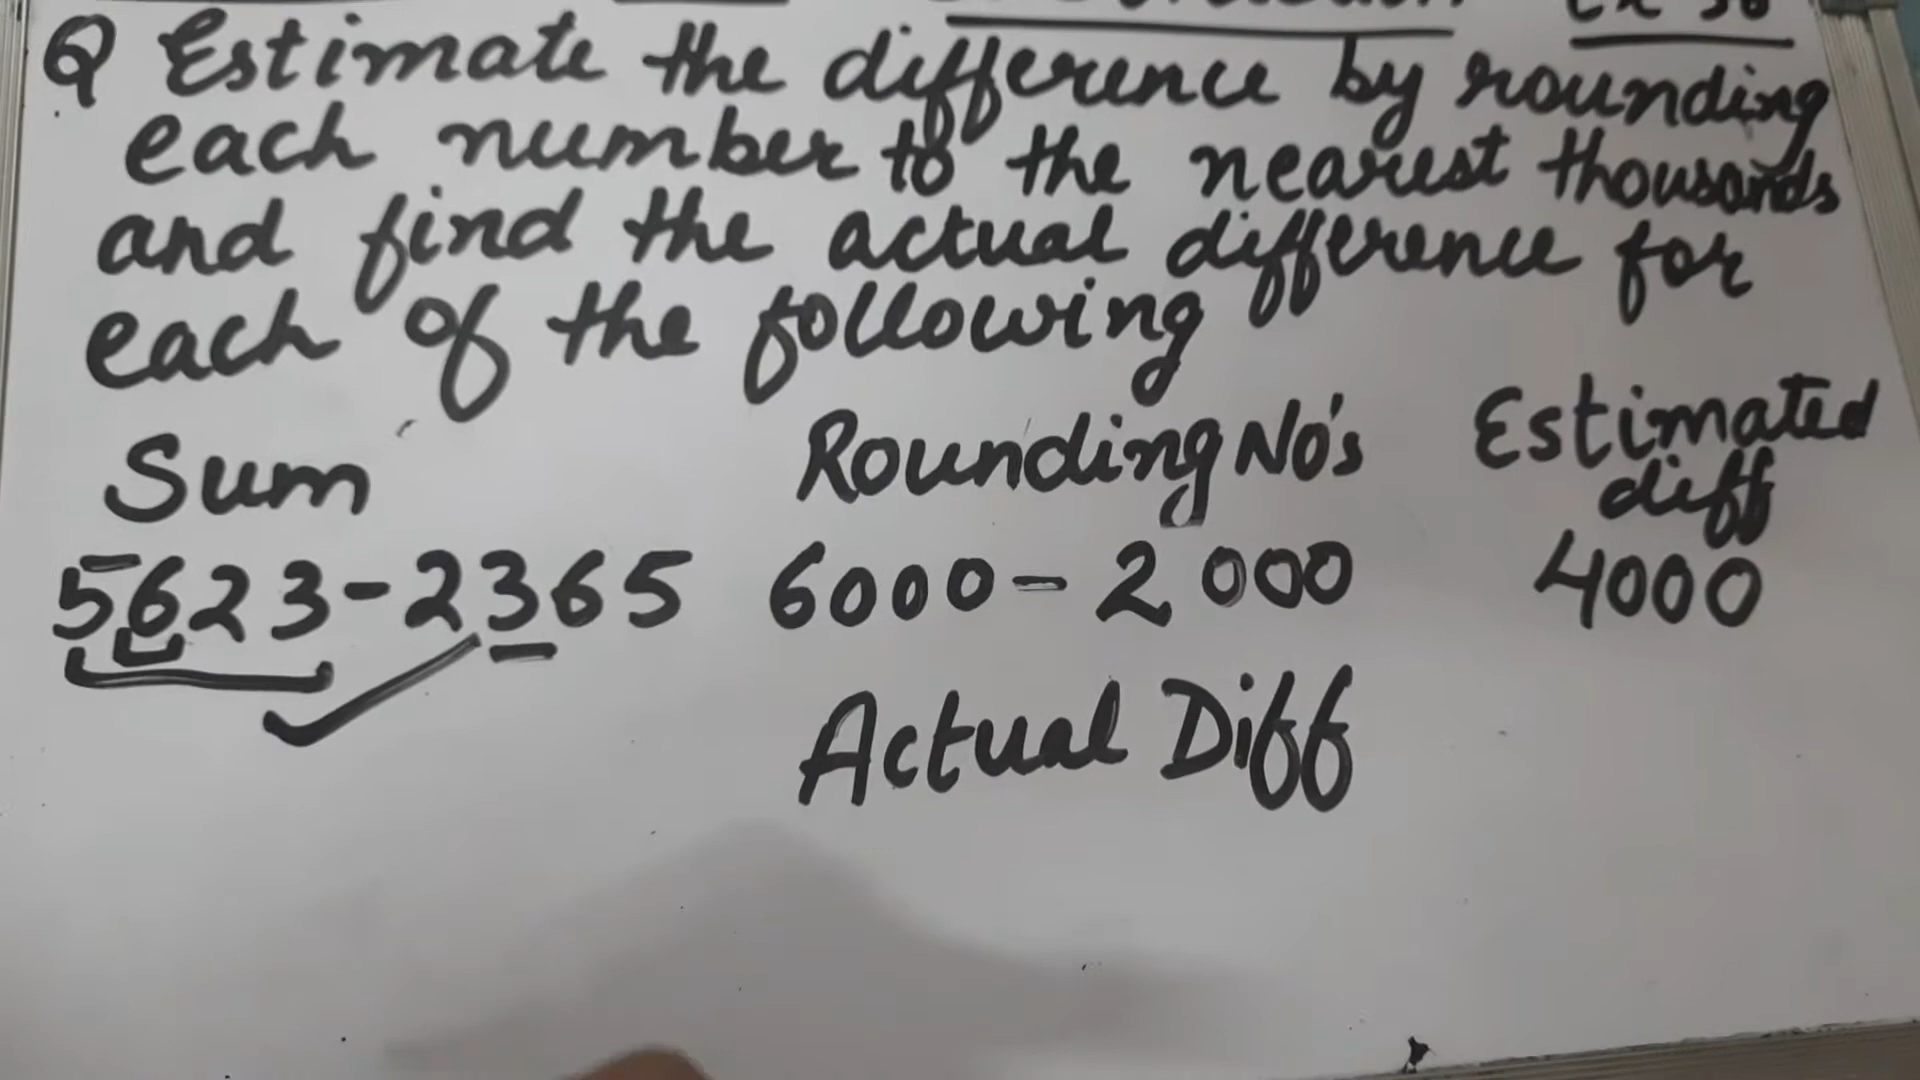 Q Estimate the difference by rounding
each number to the nearest thousands
and find the actual difference for
each of the following
Sum Rounding No's Estimated
diff
5623-2365 6000-2000 4000
Actual Diff